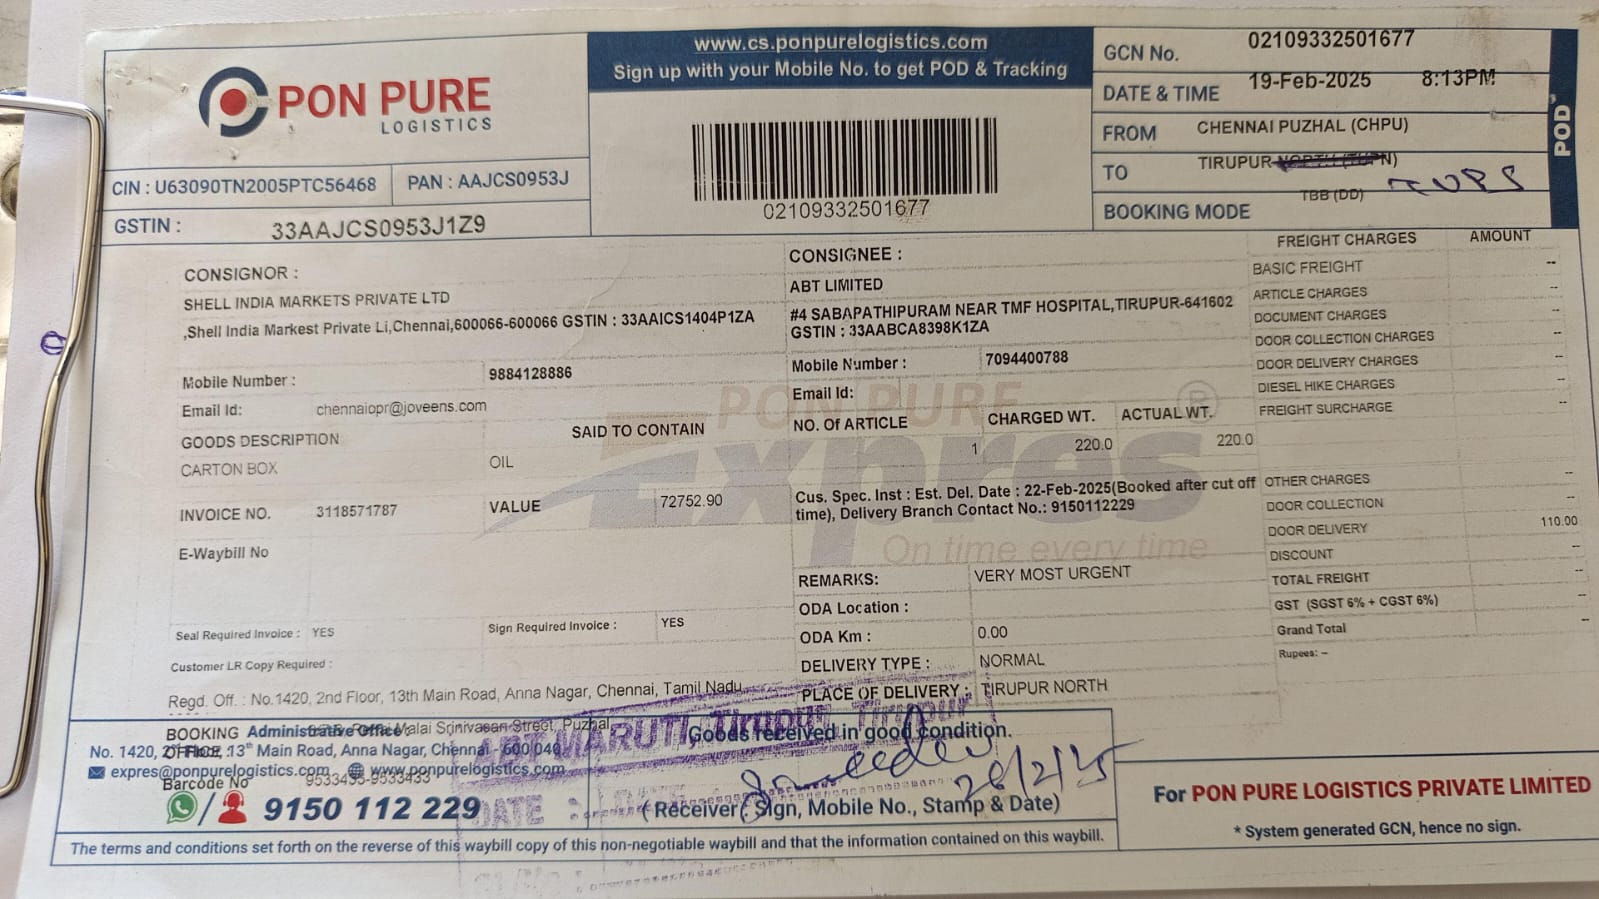 PON PURE
LOGISTICS
www.cs.ponpurelogistics.com
Sign up with your Mobile No. to get POD & Tracking
02109332501677
GCN No. 02109332501677
DATE & TIME 19-Feb-2025 8:13PM
FROM CHENNAI PUZHAL (CHPU)
TO TIRUPUR
TUPS
TBB (DD)
BOOKING MODE
POD
CIN : U63090TN2005PTC56468 PAN : AAJCS0953J
GSTIN : 33AAJCS0953J1Z9
CONSIGNOR :
SHELL INDIA MARKETS PRIVATE LTD
,Shell India Markest Private Li,Chennai,600066-600066 GSTIN : 33AAICS1404P1ZA
Mobile Number : 9884128886
Email Id: chennaiopr@joveens.com
GOODS DESCRIPTION SAID TO CONTAIN
CARTON BOX OIL
INVOICE NO. 3118571787 VALUE 72752.90
E-Waybill No
Seal Required Invoice : YES Sign Required Invoice : YES
Customer LR Copy Required :
Regd. Off. : No.1420, 2nd Floor, 13th Main Road, Anna Nagar, Chennai, Tamil Nadu
CONSIGNEE :
ABT LIMITED
#4 SABAPATHIPURAM NEAR TMF HOSPITAL,TIRUPUR-641602
GSTIN : 33AABCA8398K1ZA
Mobile Number : 7094400788
Email Id:
NO. Of ARTICLE CHARGED WT. ACTUAL WT.
1 220.0 220.0
Cus. Spec. Inst : Est. Del. Date : 22-Feb-2025(Booked after cut off
time), Delivery Branch Contact No.: 9150112229
PON PURE
Expres
On time every time
REMARKS: VERY MOST URGENT
ODA Location :
ODA Km : 0.00
DELIVERY TYPE : NORMAL
PLACE OF DELIVERY : TIRUPUR NORTH
FREIGHT CHARGES AMOUNT
BASIC FREIGHT --
ARTICLE CHARGES --
DOCUMENT CHARGES --
DOOR COLLECTION CHARGES --
DOOR DELIVERY CHARGES --
DIESEL HIKE CHARGES --
FREIGHT SURCHARGE --
OTHER CHARGES --
DOOR COLLECTION --
DOOR DELIVERY 110.00
DISCOUNT --
TOTAL FREIGHT --
GST (SGST 6% + CGST 6%) --
Grand Total --
Rupees: –
BOOKING OFFICE Malai Srinivasan Street, Puzhal
Administrative Office
No. 1420, 2nd Floor, 13th Main Road, Anna Nagar, Chennai - 600 040
expres@ponpurelogistics.com www.ponpurelogistics.com
Barcode No 9533433-9533433
9150 112 229
ABT MARUTI, Tirupur
DATE :
Goods received in good condition.
26/2/25
( Receiver : Sign, Mobile No., Stamp & Date)
The terms and conditions set forth on the reverse of this waybill copy of this non-negotiable waybill and that the information contained on this waybill.
For PON PURE LOGISTICS PRIVATE LIMITED
* System generated GCN, hence no sign.